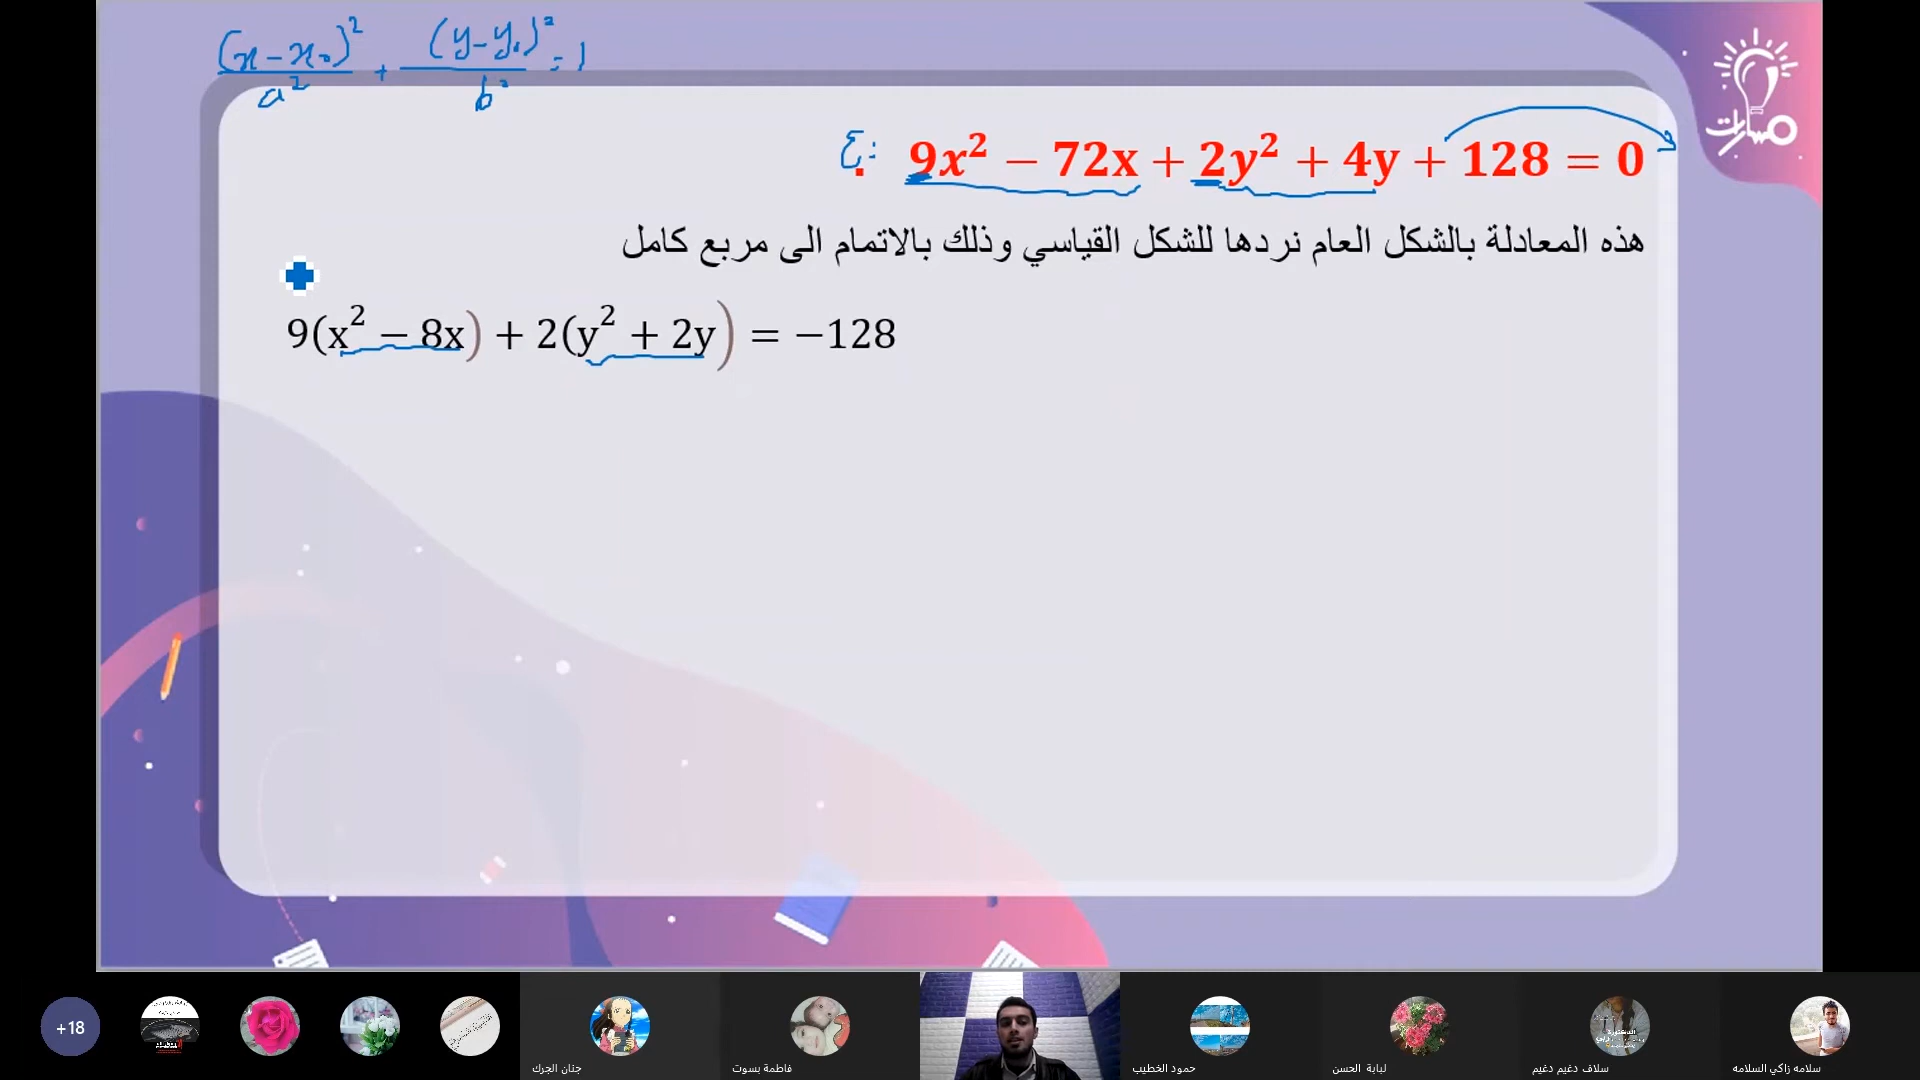 (x-x₀)²/a² + (y-y₀)²/b² = 1
مسارات
ع: 9x² − 72x + 2y² + 4y + 128 = 0
هذه المعادلة بالشكل العام نردها للشكل القياسي وذلك بالاتمام الى مربع كامل
9(x² − 8x) + 2(y² + 2y) = −128
+18
جنان الجرك
فاطمة بسوت
حمود الخطيب
لبابة الحسن
سلاف دغيم دغيم
سلامه زاكي السلامه